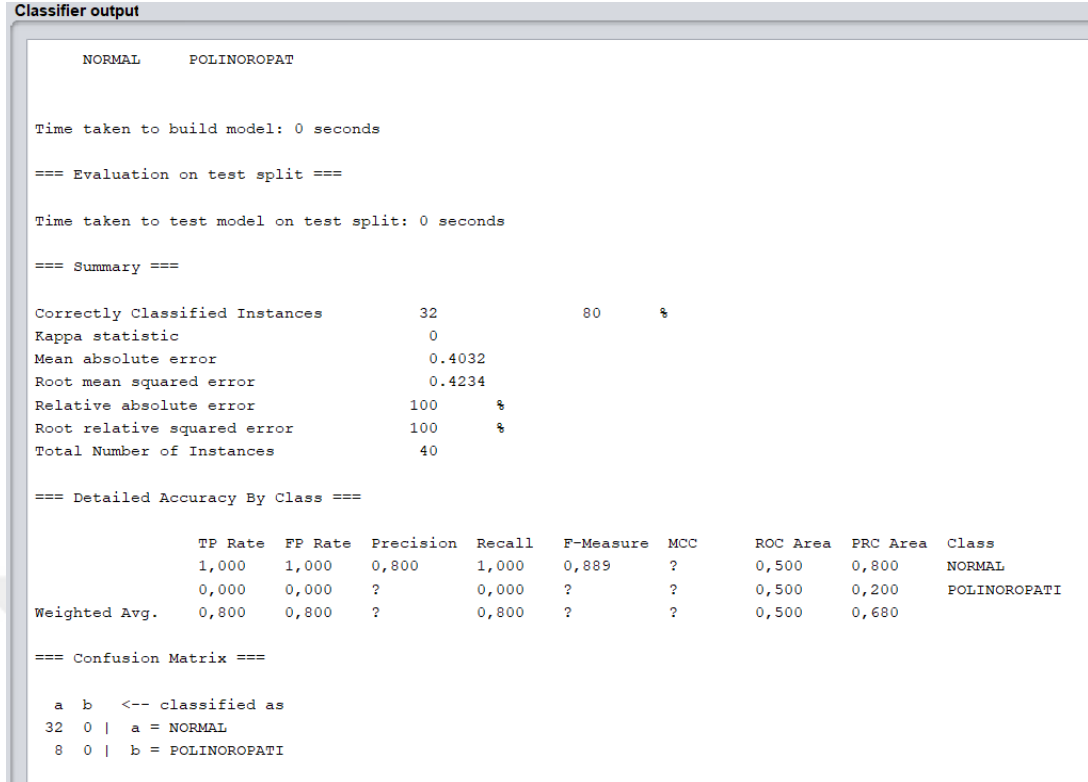 Classifier output
NORMAL POLINOROPAT
Time taken to build model: 0 seconds
=== Evaluation on test split ===
Time taken to test model on test split: 0 seconds
=== Summary ===
Correctly Classified Instances 32 80 %
Kappa statistic 0
Mean absolute error 0.4032
Root mean squared error 0.4234
Relative absolute error 100 %
Root relative squared error 100 %
Total Number of Instances 40
=== Detailed Accuracy By Class ===
TP Rate FP Rate Precision Recall F-Measure MCC ROC Area PRC Area Class
1,000 1,000 0,800 1,000 0,889 ? 0,500 0,800 NORMAL
0,000 0,000 ? 0,000 ? ? 0,500 0,200 POLINOROPATI
Weighted Avg. 0,800 0,800 ? 0,800 ? ? 0,500 0,680
=== Confusion Matrix ===
a b <-- classified as
32 0 | a = NORMAL
8 0 | b = POLINOROPATI